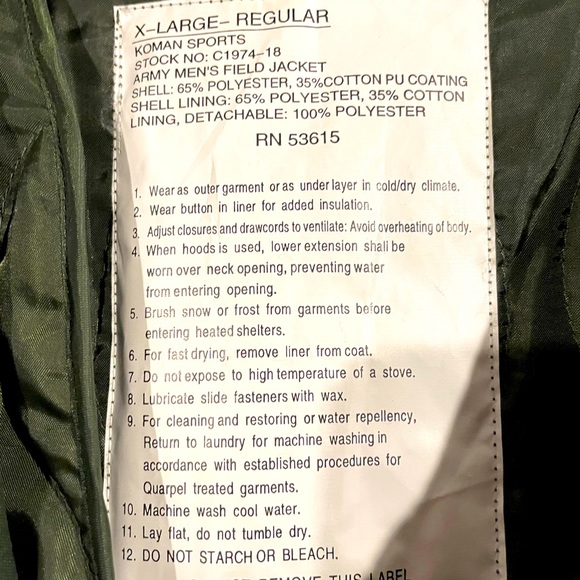 X-LARGE- REGULAR
KOMAN SPORTS
STOCK NO: C1974-18
ARMY MEN'S FIELD JACKET
SHELL: 65% POLYESTER, 35%COTTON PU COATING
SHELL LINING: 65% POLYESTER, 35% COTTON
LINING, DETACHABLE: 100% POLYESTER
RN 53615
1. Wear as outer garment or as under layer in cold/dry climate.
2. Wear button in liner for added insulation.
3. Adjust closures and drawcords to ventilate: Avoid overheating of body.
4. When hoods is used, lower extension shall be
worn over neck opening, preventing water
from entering opening.
5. Brush snow or frost from garments before
entering heated shelters.
6. For fast drying, remove liner from coat.
7. Do not expose to high temperature of a stove.
8. Lubricate slide fasteners with wax.
9. For cleaning and restoring or water repellency,
Return to laundry for machine washing in
accordance with established procedures for
Quarpel treated garments.
10. Machine wash cool water.
11. Lay flat, do not tumble dry.
12. DO NOT STARCH OR BLEACH.
REMOVE THIS LABEL